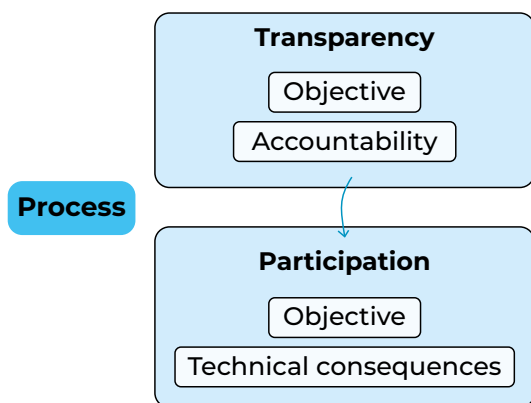 Transparency
Objective
Accountability
Process
Participation
Objective
Technical consequences